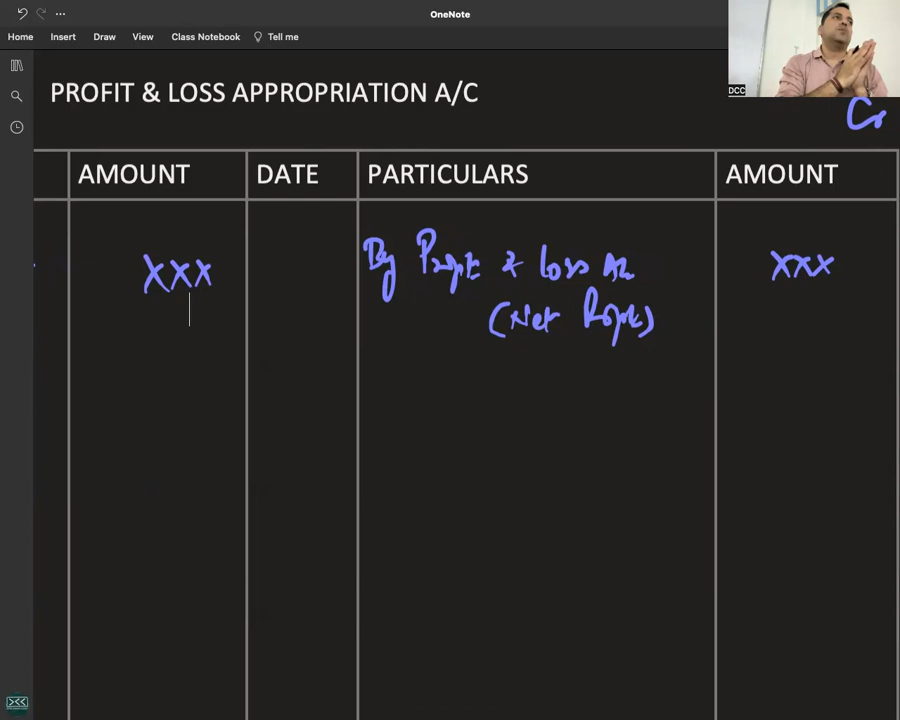 OneNote
Home Insert Draw View Class Notebook Tell me
DCC
PROFIT & LOSS APPROPRIATION A/C
Cr
AMOUNT DATE PARTICULARS AMOUNT
XXX By Profit & Loss A/c XXX
(Net Profit)